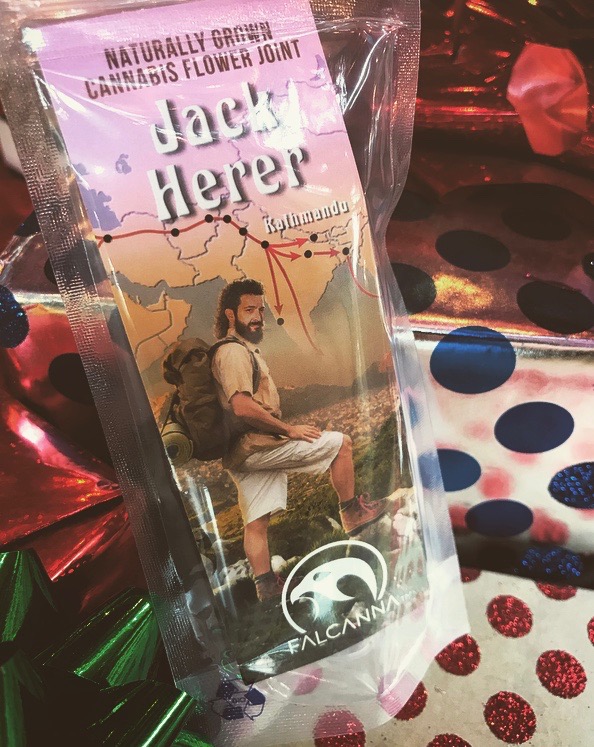 NATURALLY GROWN
CANNABIS FLOWER JOINT
Jack
Herer
Kathmandu
FALCANNA